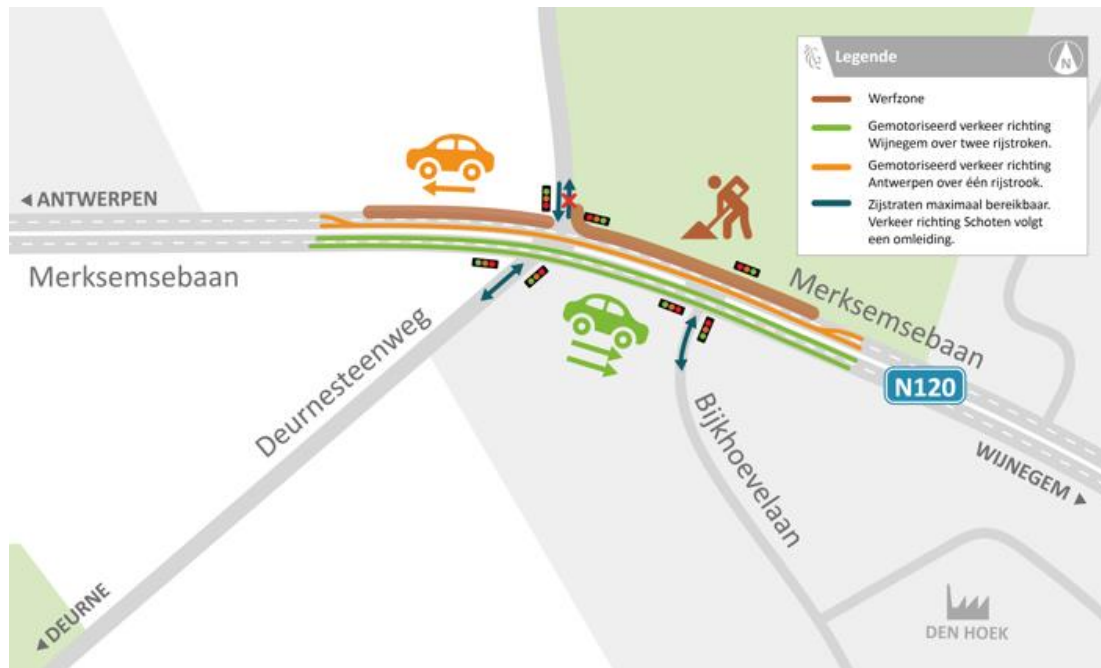 Legende
N
Werfzone
Gemotoriseerd verkeer richting
Wijnegem over twee rijstroken.
Gemotoriseerd verkeer richting
Antwerpen over één rijstrook.
Zijstraten maximaal bereikbaar.
Verkeer richting Schoten volgt
een omleiding.
ANTWERPEN
Merksemsebaan
Merksemsebaan
N120
Deurnesteenweg
Bijkhoevelaan
WIJNEGEM
DEURNE
DEN HOEK